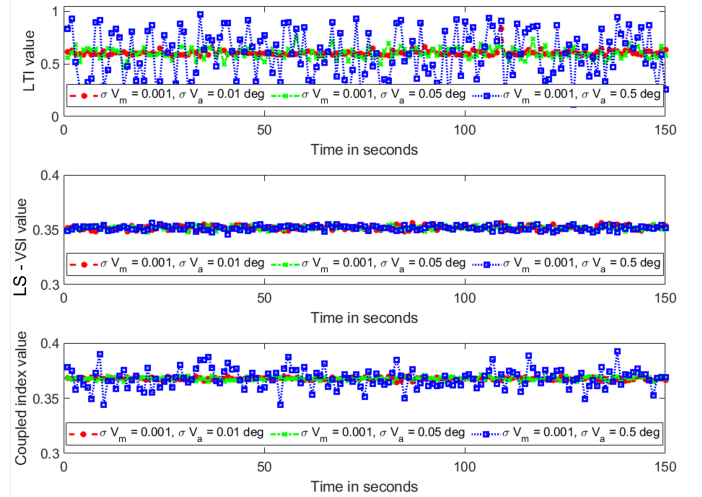 1
0.5
0
LTI value
σ Vm = 0.001, σ Va = 0.01 deg σ Vm = 0.001, σ Va = 0.05 deg σ Vm = 0.001, σ Va = 0.5 deg
0 50 100 150
Time in seconds
0.4
0.35
0.3
LS - VSI value
σ Vm = 0.001, σ Va = 0.01 deg σ Vm = 0.001, σ Va = 0.05 deg σ Vm = 0.001, σ Va = 0.5 deg
0 50 100 150
Time in seconds
0.4
0.35
0.3
Coupled index value
σ Vm = 0.001, σ Va = 0.01 deg σ Vm = 0.001, σ Va = 0.05 deg σ Vm = 0.001, σ Va = 0.5 deg
0 50 100 150
Time in seconds